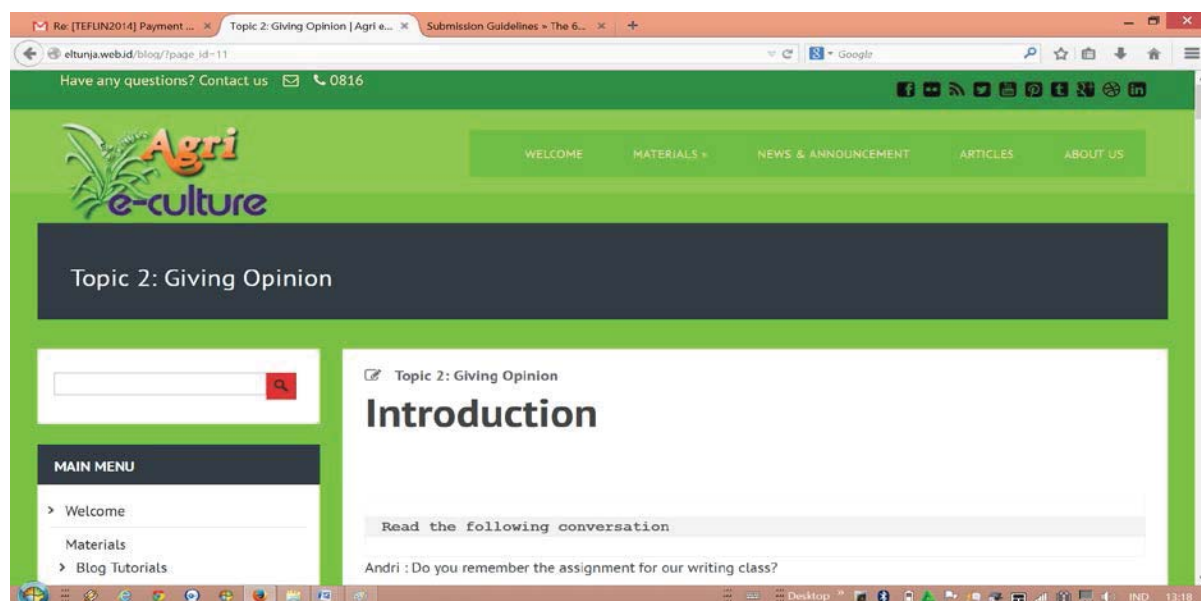 Re: [TEFLIN2014] Payment ...
Topic 2: Giving Opinion | Agri e...
Submission Guidelines » The 6...
eltunja.web.id/blog/?page_id=11
Google
Have any questions? Contact us 0816
Agri
e-culture
WELCOME MATERIALS » NEWS & ANNOUNCEMENT ARTICLES ABOUT US
Topic 2: Giving Opinion
Topic 2: Giving Opinion
Introduction
MAIN MENU
Welcome
Materials
Blog Tutorials
Read the following conversation
Andri : Do you remember the assignment for our writing class?
Desktop » IND 13:18